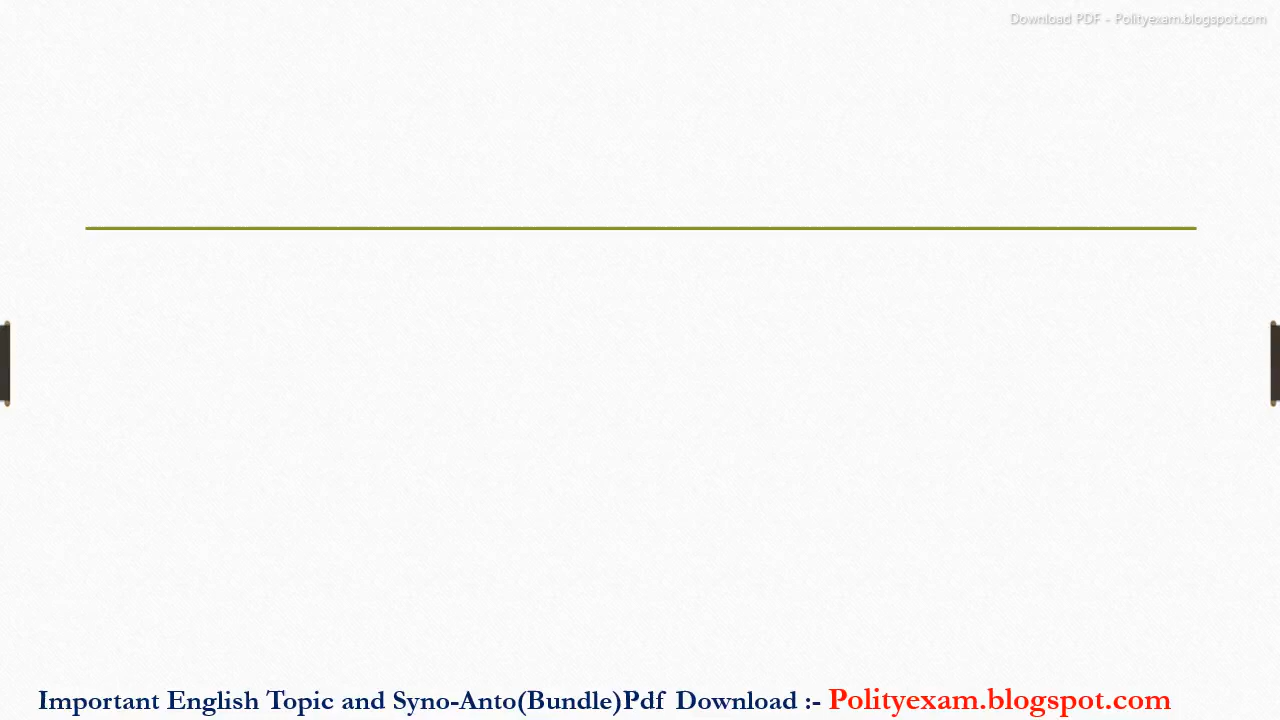 Download PDF - Polityexam.blogspot.com
Important English Topic and Syno-Anto(Bundle)Pdf Download :- Polityexam.blogspot.com